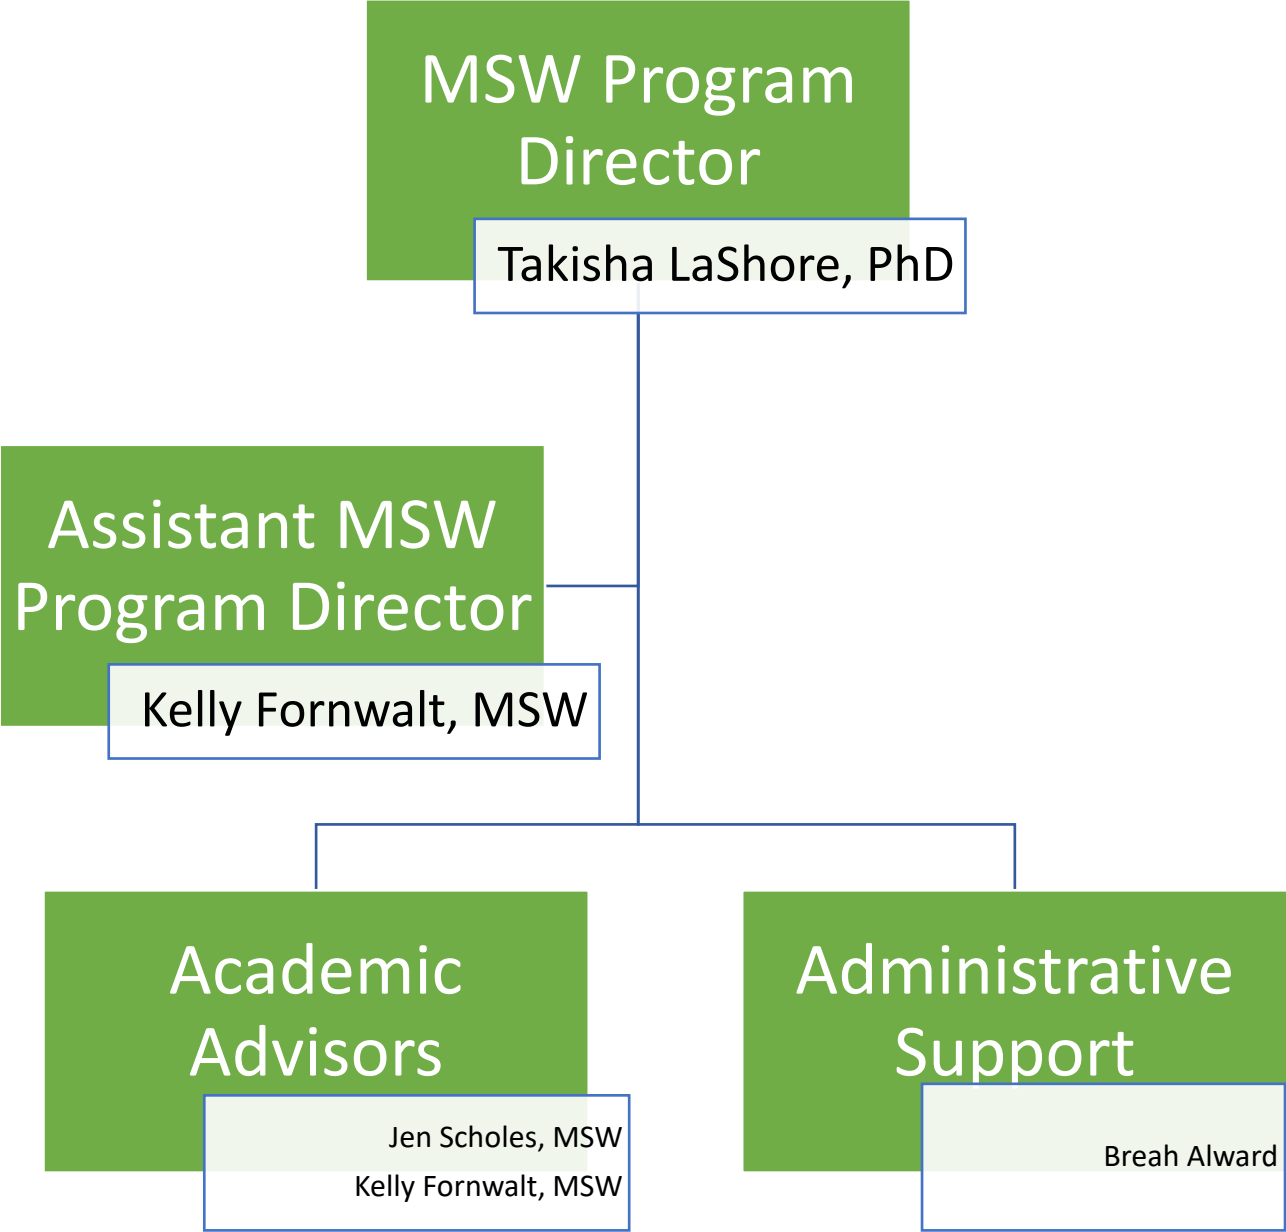 MSW Program
Director
Takisha LaShore, PhD
Assistant MSW
Program Director
Kelly Fornwalt, MSW
Academic
Advisors
Jen Scholes, MSW
Kelly Fornwalt, MSW
Administrative
Support
Breah Alward